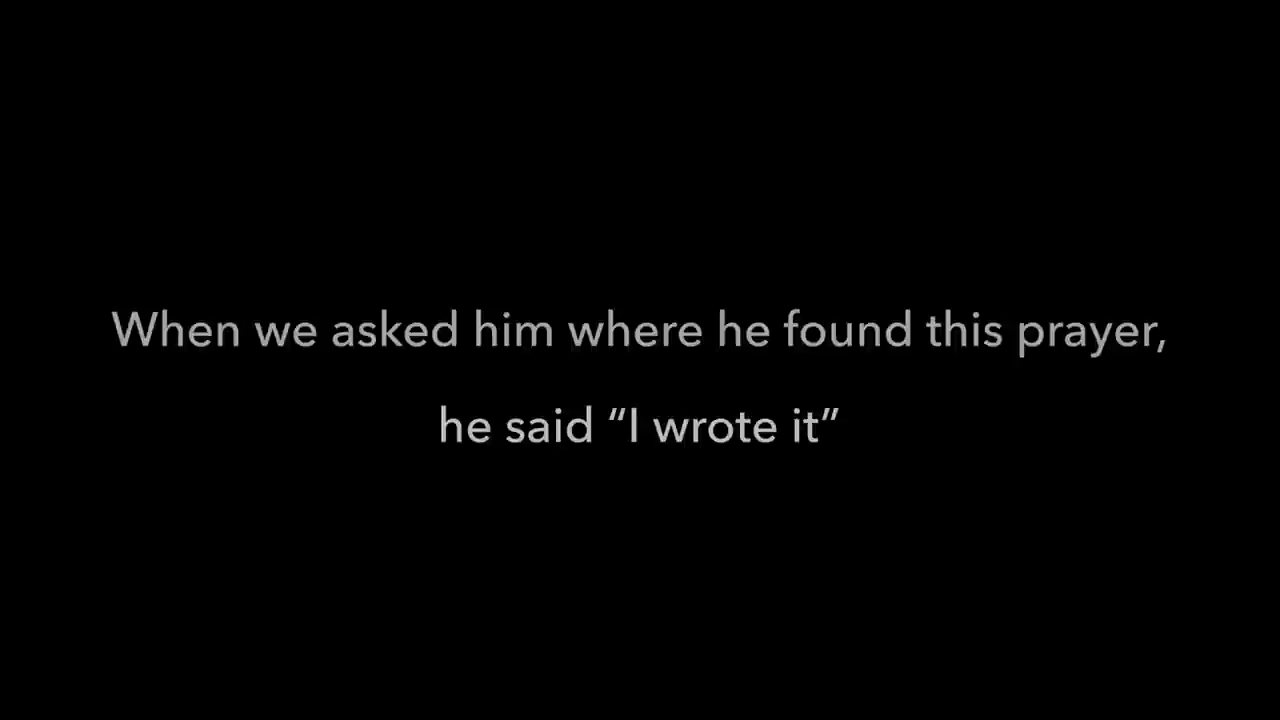 When we asked him where he found this prayer,
he said “I wrote it”